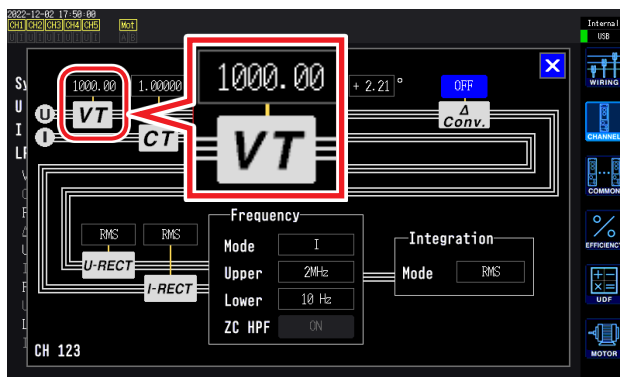 2022-12-02 17:50:00
CH1 CH2 CH3 CH4 CH5 Mot
U I U I U I U I U I A B
Internal
USB
1000.00
1.00000
1000.00
+ 2.21 °
OFF
U
VT
I
CT
VT
Δ
Conv.
WIRING
CHANNEL
COMMON
EFFICIENCY
UDF
MOTOR
RMS
RMS
U-RECT
I-RECT
Frequency
Mode I
Upper 2MHz
Lower 10 Hz
ZC HPF ON
Integration
Mode RMS
CH 123